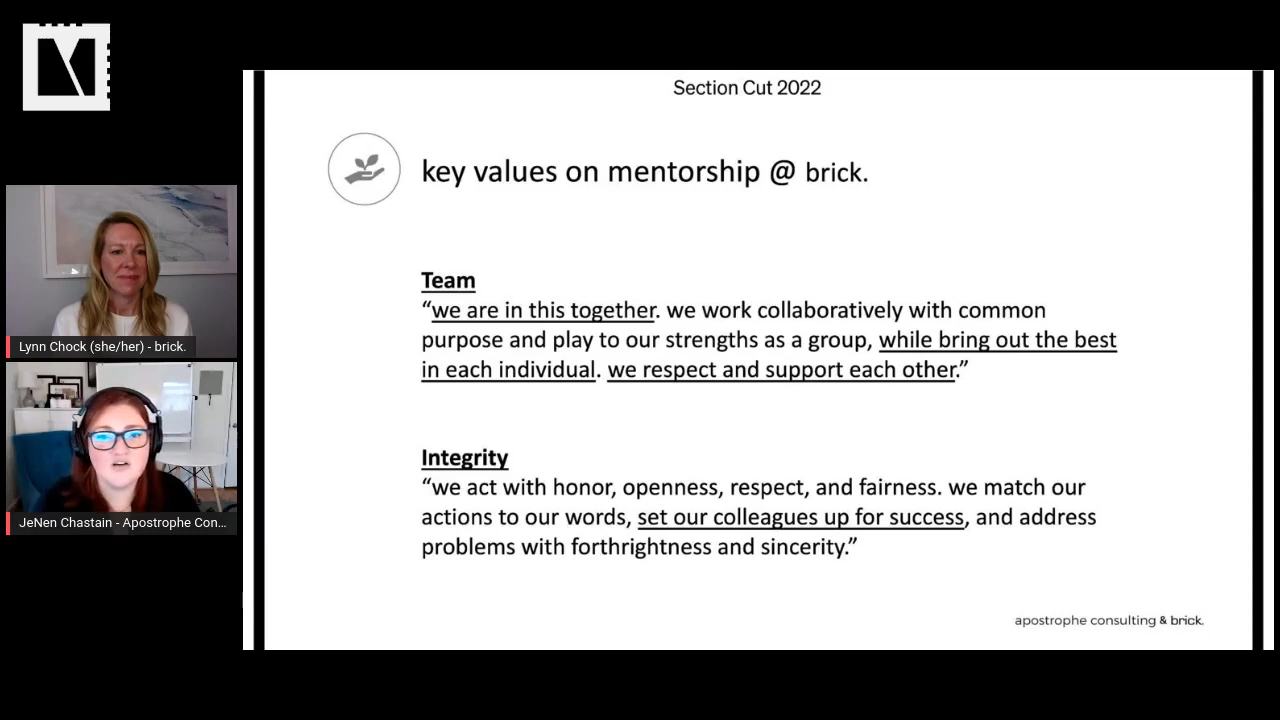 Section Cut 2022
key values on mentorship @ brick.
Team
“we are in this together. we work collaboratively with common
purpose and play to our strengths as a group, while bring out the best
in each individual. we respect and support each other.”
Integrity
“we act with honor, openness, respect, and fairness. we match our
actions to our words, set our colleagues up for success, and address
problems with forthrightness and sincerity.”
apostrophe consulting & brick.
Lynn Chock (she/her) - brick.
JeNen Chastain - Apostrophe Con...